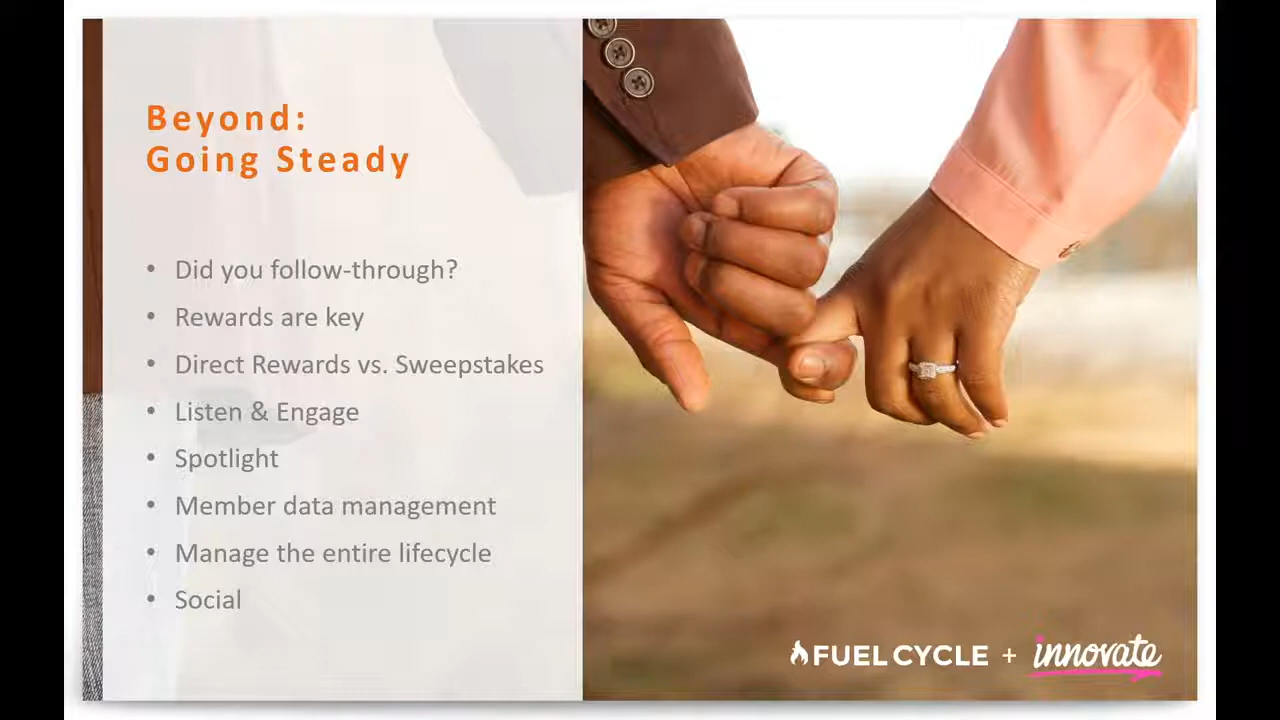 Beyond:
Going Steady
• Did you follow-through?
• Rewards are key
• Direct Rewards vs. Sweepstakes
• Listen & Engage
• Spotlight
• Member data management
• Manage the entire lifecycle
• Social
FUEL CYCLE + innovate